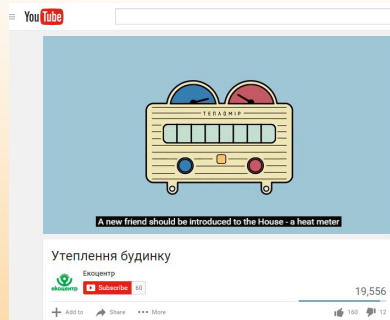 YouTube
ТЕПЛОМІР
A new friend should be introduced to the House - a heat meter
Утеплення будинку
Екоцентр
екоцентр
Subscribe 60
19,556
Add to Share More
160 12